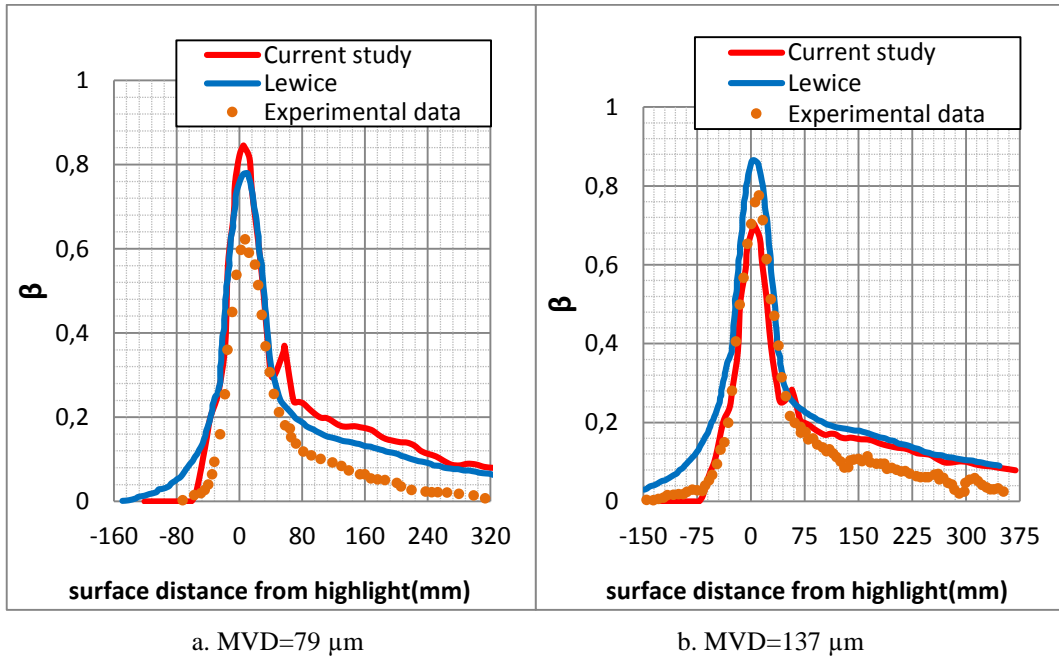 Current study
Lewice
Experimental data
1
0,8
0,6
0,4
0,2
0
β
-160 -80 0 80 160 240 320
surface distance from highlight(mm)
a. MVD=79 µm
Current study
Lewice
Experimental data
1
0,8
0,6
0,4
0,2
0
β
-150 -75 0 75 150 225 300 375
surface distance from highlight(mm)
b. MVD=137 µm